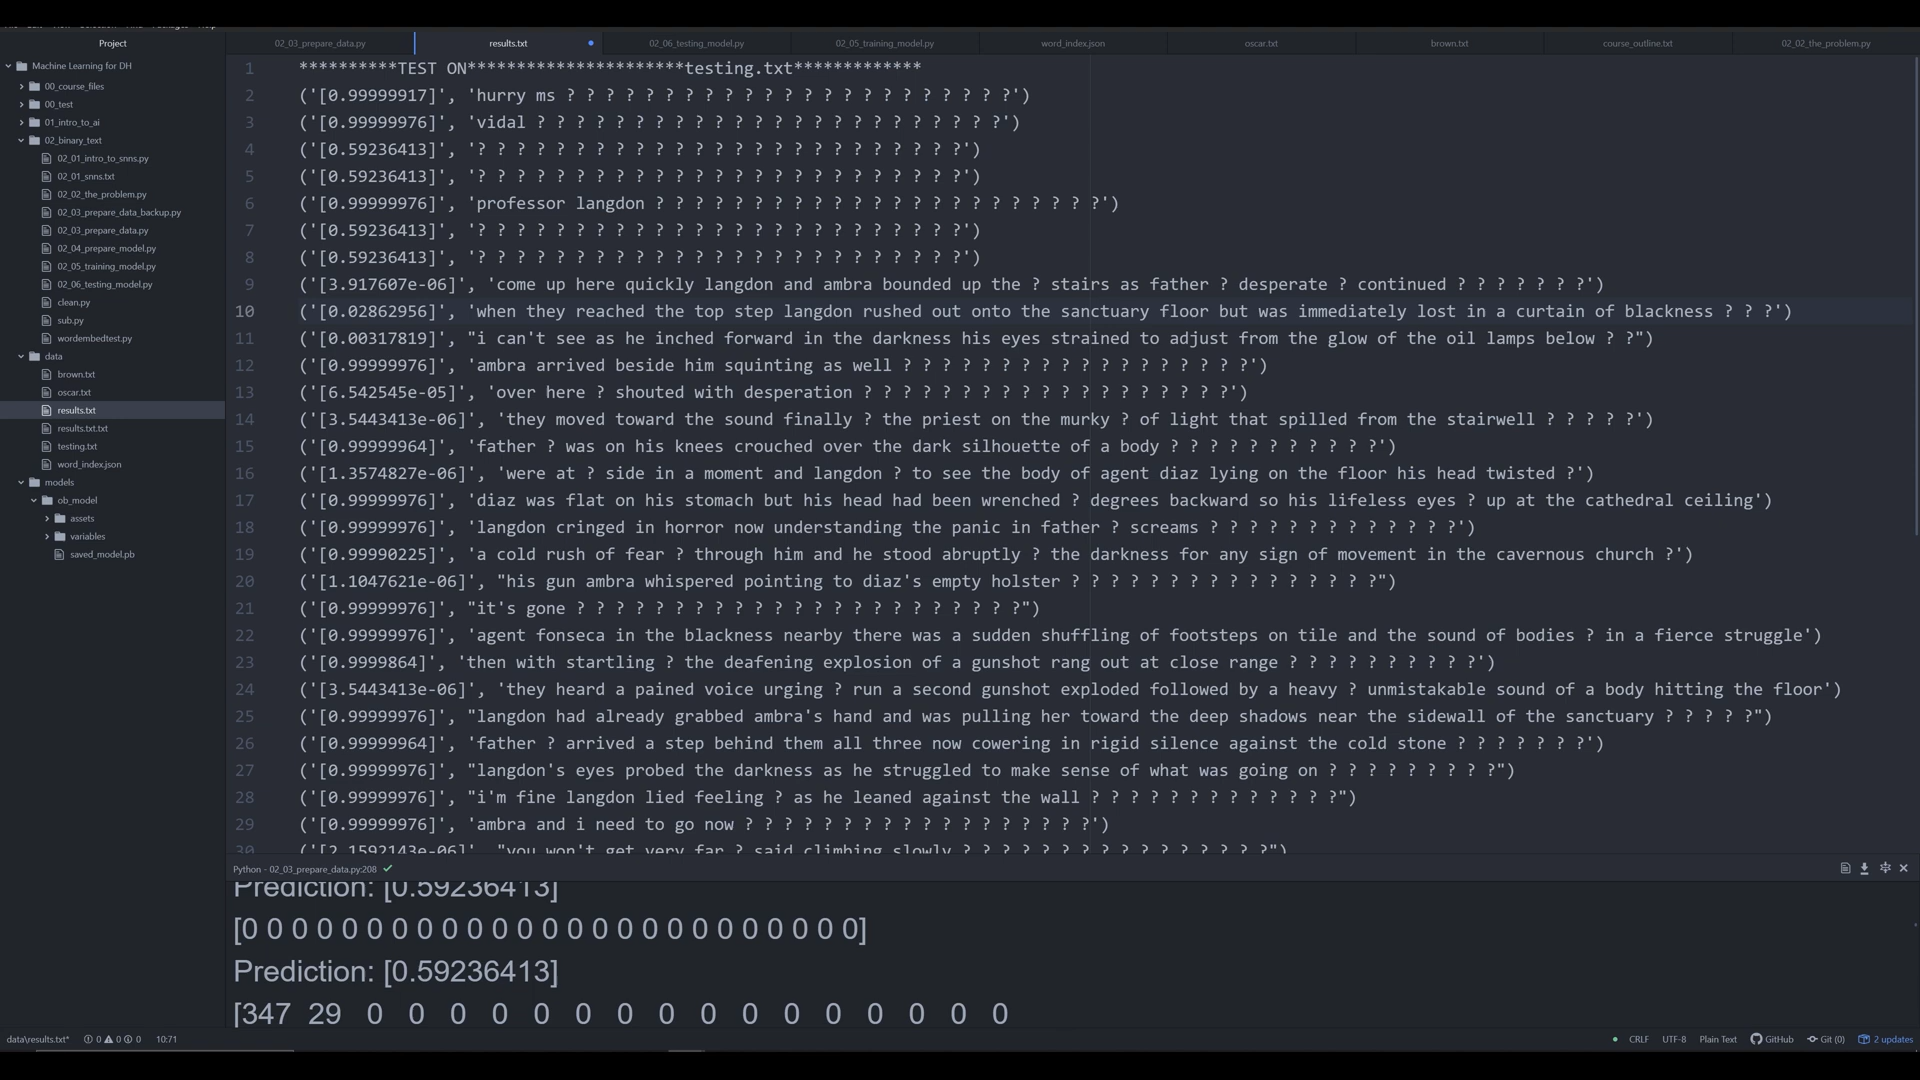 Project
02_03_prepare_data.py
results.txt
02_06_testing_model.py
02_05_training_model.py
word_index.json
oscar.txt
brown.txt
course_outline.txt
02_02_the_problem.py
Machine Learning for DH
00_course_files
00_test
01_intro_to_ai
02_binary_text
02_01_intro_to_snns.py
02_01_snns.txt
02_02_the_problem.py
02_03_prepare_data_backup.py
02_03_prepare_data.py
02_04_prepare_model.py
02_05_training_model.py
02_06_testing_model.py
clean.py
sub.py
wordembedtest.py
data
brown.txt
oscar.txt
results.txt
results.txt.txt
testing.txt
word_index.json
models
ob_model
assets
variables
saved_model.pb
1 **********TEST ON**********************testing.txt*************
2 ('[0.99999917]', 'hurry ms ? ? ? ? ? ? ? ? ? ? ? ? ? ? ? ? ? ? ? ? ? ? ?')
3 ('[0.99999976]', 'vidal ? ? ? ? ? ? ? ? ? ? ? ? ? ? ? ? ? ? ? ? ? ? ? ?')
4 ('[0.59236413]', '? ? ? ? ? ? ? ? ? ? ? ? ? ? ? ? ? ? ? ? ? ? ? ? ?')
5 ('[0.59236413]', '? ? ? ? ? ? ? ? ? ? ? ? ? ? ? ? ? ? ? ? ? ? ? ? ?')
6 ('[0.99999976]', 'professor langdon ? ? ? ? ? ? ? ? ? ? ? ? ? ? ? ? ? ? ? ? ? ? ?')
7 ('[0.59236413]', '? ? ? ? ? ? ? ? ? ? ? ? ? ? ? ? ? ? ? ? ? ? ? ? ?')
8 ('[0.59236413]', '? ? ? ? ? ? ? ? ? ? ? ? ? ? ? ? ? ? ? ? ? ? ? ? ?')
9 ('[3.917607e-06]', 'come up here quickly langdon and ambra bounded up the ? stairs as father ? desperate ? continued ? ? ? ? ? ? ?')
10 ('[0.02862956]', 'when they reached the top step langdon rushed out onto the sanctuary floor but was immediately lost in a curtain of blackness ? ? ?')
11 ('[0.00317819]', "i can't see as he inched forward in the darkness his eyes strained to adjust from the glow of the oil lamps below ? ?")
12 ('[0.99999976]', 'ambra arrived beside him squinting as well ? ? ? ? ? ? ? ? ? ? ? ? ? ? ? ? ? ?')
13 ('[6.542545e-05]', 'over here ? shouted with desperation ? ? ? ? ? ? ? ? ? ? ? ? ? ? ? ? ? ? ?')
14 ('[3.5443413e-06]', 'they moved toward the sound finally ? the priest on the murky ? of light that spilled from the stairwell ? ? ? ? ?')
15 ('[0.99999964]', 'father ? was on his knees crouched over the dark silhouette of a body ? ? ? ? ? ? ? ? ? ? ?')
16 ('[1.3574827e-06]', 'were at ? side in a moment and langdon ? to see the body of agent diaz lying on the floor his head twisted ?')
17 ('[0.99999976]', 'diaz was flat on his stomach but his head had been wrenched ? degrees backward so his lifeless eyes ? up at the cathedral ceiling')
18 ('[0.99999976]', 'langdon cringed in horror now understanding the panic in father ? screams ? ? ? ? ? ? ? ? ? ? ? ? ?')
19 ('[0.99990225]', 'a cold rush of fear ? through him and he stood abruptly ? the darkness for any sign of movement in the cavernous church ?')
20 ('[1.1047621e-06]', "his gun ambra whispered pointing to diaz's empty holster ? ? ? ? ? ? ? ? ? ? ? ? ? ? ? ?")
21 ('[0.99999976]', "it's gone ? ? ? ? ? ? ? ? ? ? ? ? ? ? ? ? ? ? ? ? ? ? ?")
22 ('[0.99999976]', 'agent fonseca in the blackness nearby there was a sudden shuffling of footsteps on tile and the sound of bodies ? in a fierce struggle')
23 ('[0.9999864]', 'then with startling ? the deafening explosion of a gunshot rang out at close range ? ? ? ? ? ? ? ? ? ?')
24 ('[3.5443413e-06]', 'they heard a pained voice urging ? run a second gunshot exploded followed by a heavy ? unmistakable sound of a body hitting the floor')
25 ('[0.99999976]', "langdon had already grabbed ambra's hand and was pulling her toward the deep shadows near the sidewall of the sanctuary ? ? ? ? ?")
26 ('[0.99999964]', 'father ? arrived a step behind them all three now cowering in rigid silence against the cold stone ? ? ? ? ? ? ?')
27 ('[0.99999976]', "langdon's eyes probed the darkness as he struggled to make sense of what was going on ? ? ? ? ? ? ? ? ?")
28 ('[0.99999976]', "i'm fine langdon lied feeling ? as he leaned against the wall ? ? ? ? ? ? ? ? ? ? ? ? ?")
29 ('[0.99999976]', 'ambra and i need to go now ? ? ? ? ? ? ? ? ? ? ? ? ? ? ? ? ? ?')
30 ('[2.1592143e-06]', "you won't get very far ? said climbing slowly ? ? ? ? ? ? ? ? ? ? ? ? ? ? ? ?")
Python - 02_03_prepare_data.py:208
Prediction: [0.59236413]
[0 0 0 0 0 0 0 0 0 0 0 0 0 0 0 0 0 0 0 0 0 0 0 0 0]
Prediction: [0.59236413]
[347 29 0 0 0 0 0 0 0 0 0 0 0 0 0 0 0 0
data\results.txt* 0 0 0 10:71
CRLF UTF-8 Plain Text GitHub Git (0) 2 updates